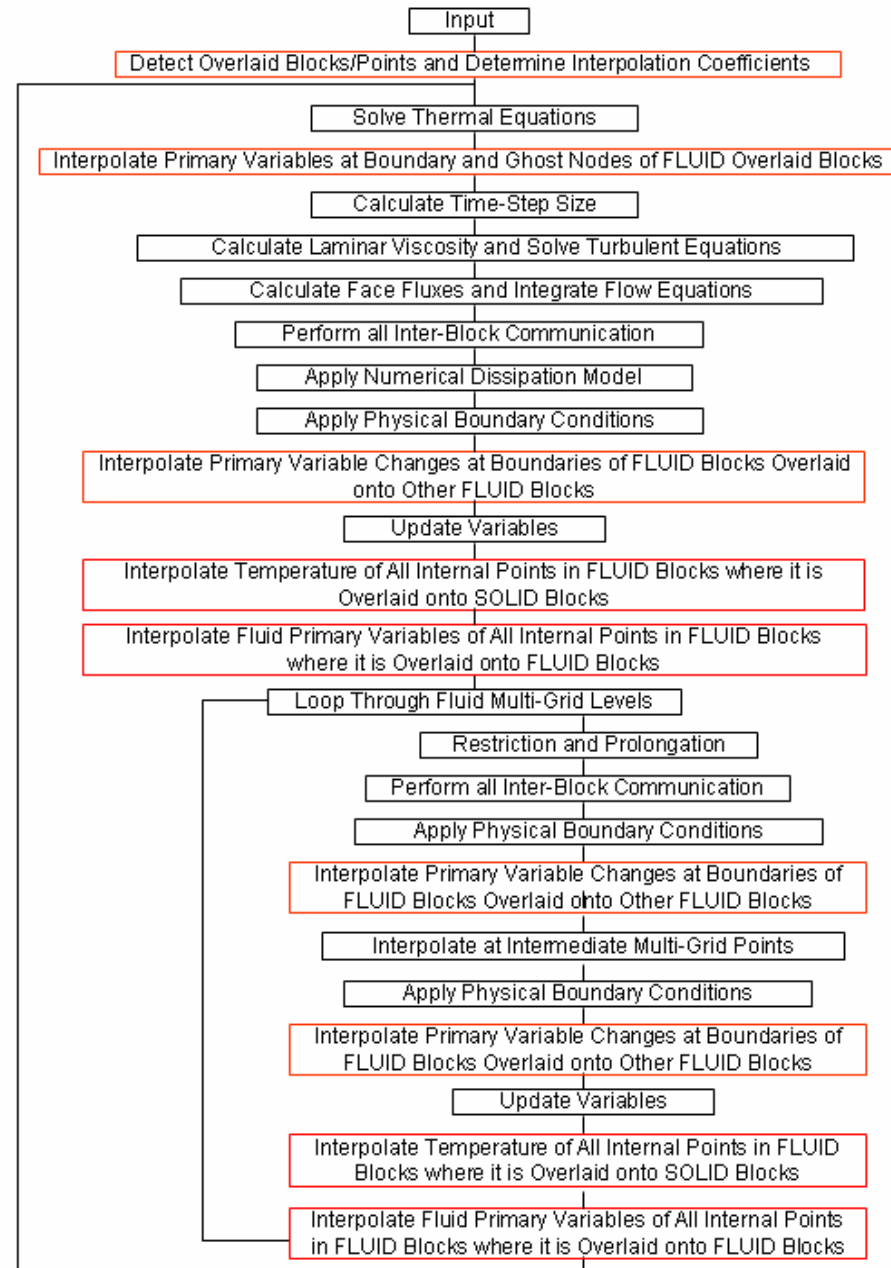 Input
Detect Overlaid Blocks/Points and Determine Interpolation Coefficients
Solve Thermal Equations
Interpolate Primary Variables at Boundary and Ghost Nodes of FLUID Overlaid Blocks
Calculate Time-Step Size
Calculate Laminar Viscosity and Solve Turbulent Equations
Calculate Face Fluxes and Integrate Flow Equations
Perform all Inter-Block Communication
Apply Numerical Dissipation Model
Apply Physical Boundary Conditions
Interpolate Primary Variable Changes at Boundaries of FLUID Blocks Overlaid
onto Other FLUID Blocks
Update Variables
Interpolate Temperature of All Internal Points in FLUID Blocks where it is
Overlaid onto SOLID Blocks
Interpolate Fluid Primary Variables of All Internal Points in FLUID Blocks
where it is Overlaid onto FLUID Blocks
Loop Through Fluid Multi-Grid Levels
Restriction and Prolongation
Perform all Inter-Block Communication
Apply Physical Boundary Conditions
Interpolate Primary Variable Changes at Boundaries of
FLUID Blocks Overlaid onto Other FLUID Blocks
Interpolate at Intermediate Multi-Grid Points
Apply Physical Boundary Conditions
Interpolate Primary Variable Changes at Boundaries of
FLUID Blocks Overlaid onto Other FLUID Blocks
Update Variables
Interpolate Temperature of All Internal Points in FLUID
Blocks where it is Overlaid onto SOLID Blocks
Interpolate Fluid Primary Variables of All Internal Points
in FLUID Blocks where it is Overlaid onto FLUID Blocks